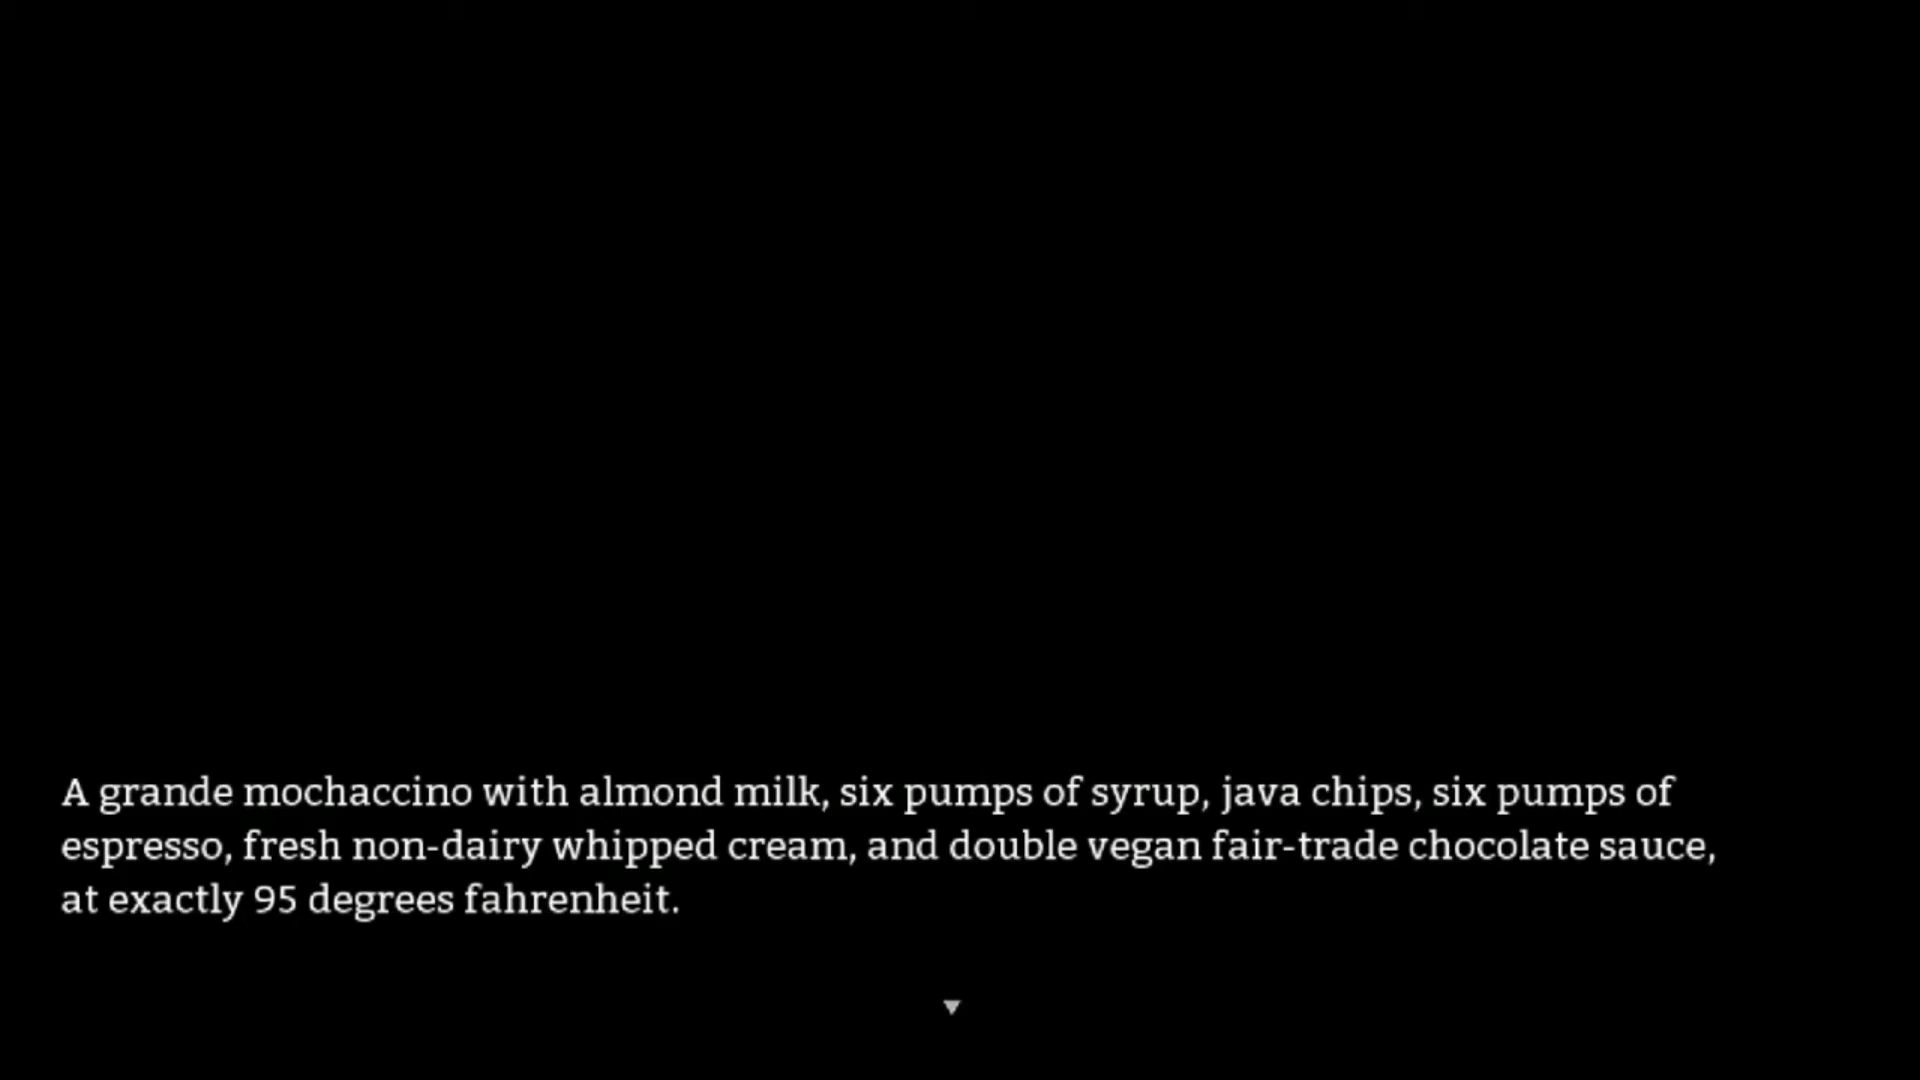 A grande mochaccino with almond milk, six pumps of syrup, java chips, six pumps of
espresso, fresh non-dairy whipped cream, and double vegan fair-trade chocolate sauce,
at exactly 95 degrees fahrenheit.